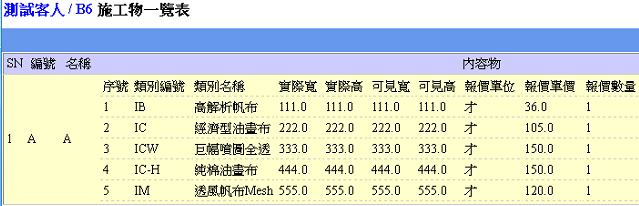 測試客人 / B6 施工物一覽表
SN 編號 名稱 內容物
序號 類別編號 類別名稱 實際寬 實際高 可見寬 可見高 報價單位 報價單價 報價數量
1 IB 高解析帆布 111.0 111.0 111.0 111.0 才 36.0 1
2 IC 經濟型油畫布 222.0 222.0 222.0 222.0 才 105.0 1
1 A A 3 ICW 巨幅噴圖全透 333.0 333.0 333.0 333.0 才 150.0 1
4 IC-H 純棉油畫布 444.0 444.0 444.0 444.0 才 150.0 1
5 IM 透風帆布Mesh 555.0 555.0 555.0 555.0 才 120.0 1